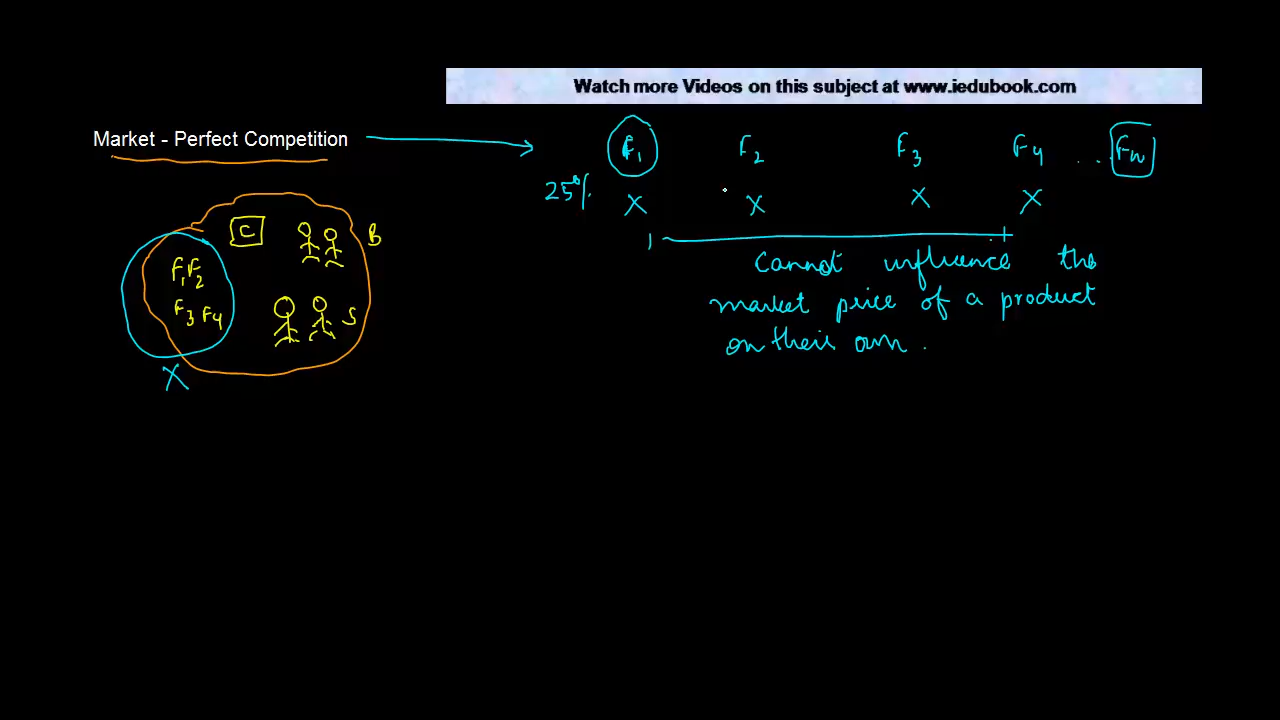 Watch more Videos on this subject at www.iedubook.com
Market - Perfect Competition
F1 F2 F3 F4 ... FN
25%
X X X X
C
B
F1 F2
F3 F4
S
X
Cannot influence the
market price of a product
on their own.